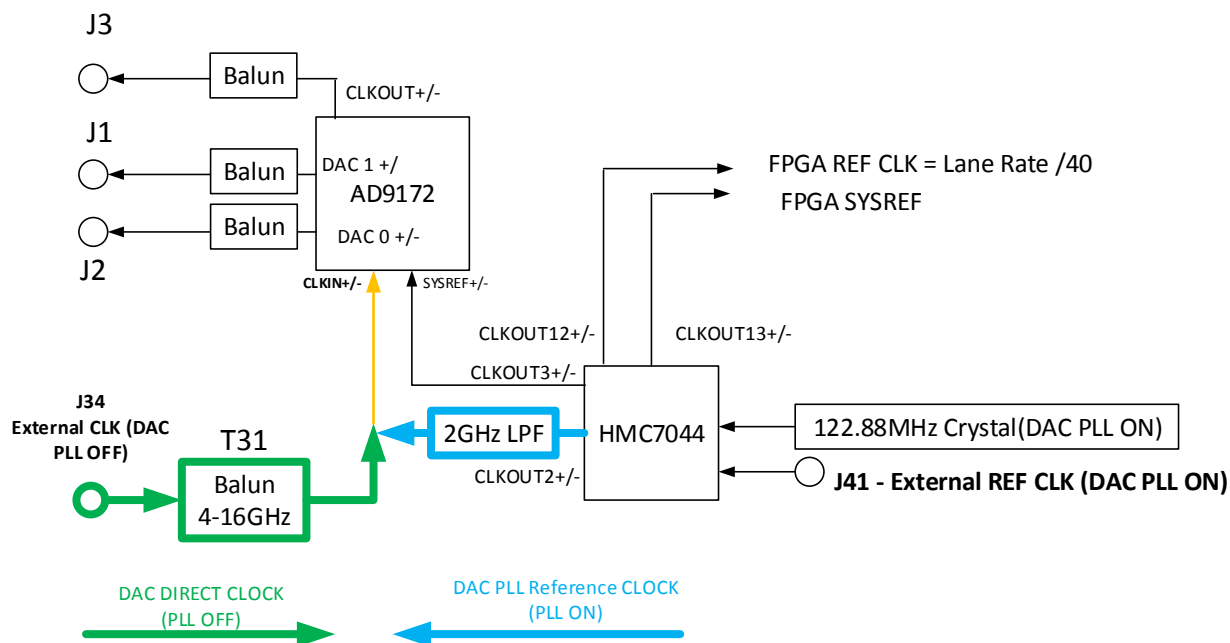 J3
Balun
CLKOUT+/-
J1
Balun
DAC 1 +/
AD9172
FPGA REF CLK = Lane Rate /40
FPGA SYSREF
Balun
DAC 0 +/-
J2
CLKIN+/-
SYSREF+/-
CLKOUT12+/-
CLKOUT13+/-
CLKOUT3+/-
J34
External CLK (DAC
PLL OFF)
T31
Balun
4-16GHz
2GHz LPF
HMC7044
CLKOUT2+/-
122.88MHz Crystal(DAC PLL ON)
J41 - External REF CLK (DAC PLL ON)
DAC DIRECT CLOCK
(PLL OFF)
DAC PLL Reference CLOCK
(PLL ON)